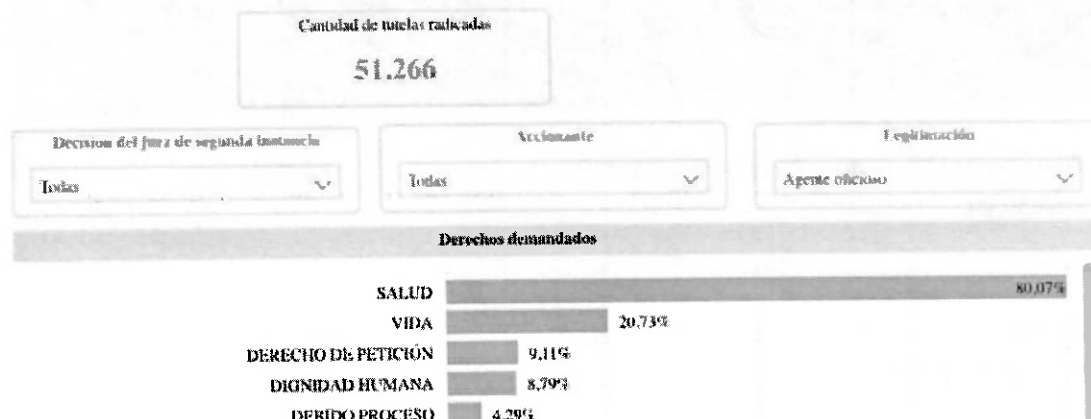 Cantidad de tutelas radicadas
51.266
Decision del juez de segunda instancia
Todas
Accionante
Todas
Legitimación
Agente oficioso
Derechos demandados
SALUD 80,07%
VIDA 20,73%
DERECHO DE PETICIÓN 9,11%
DIGNIDAD HUMANA 8,79%
DEBIDO PROCESO 4,29%